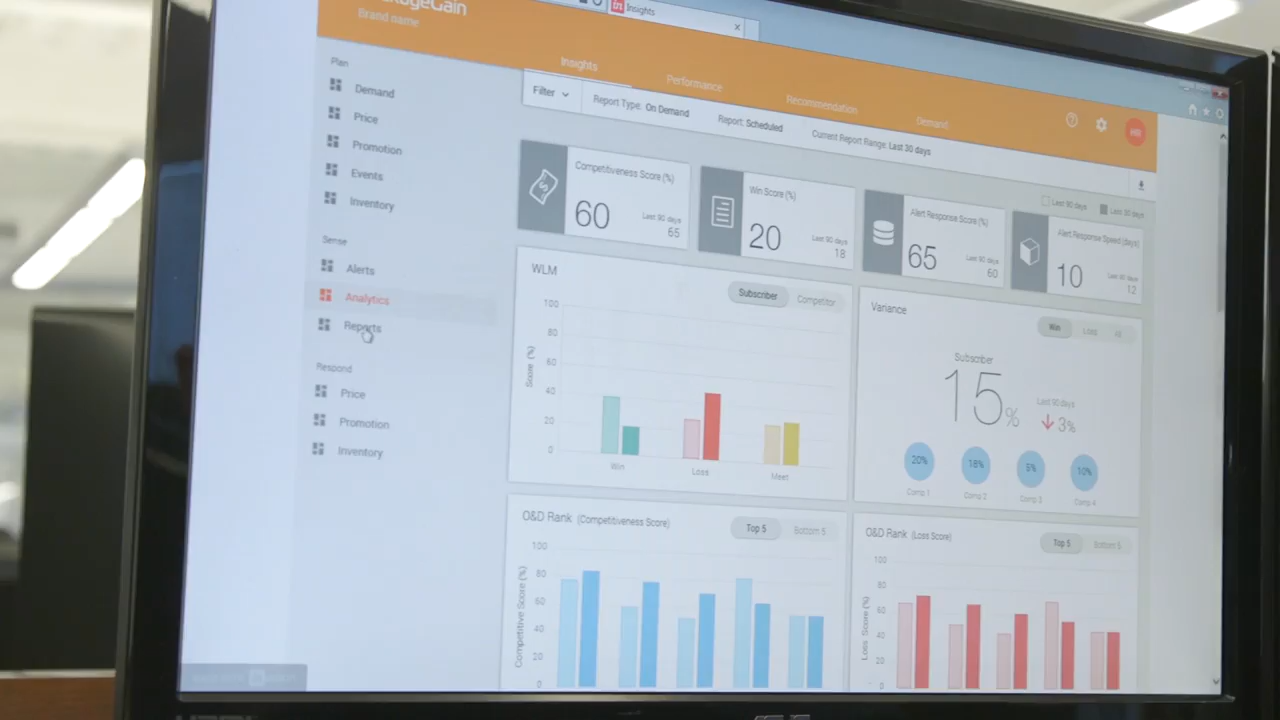 Insights
Brand name
Insights
Performance
Recommendation
Demand
Filter
Report Type: On Demand
Report: Scheduled
Current Report Range: Last 30 days
Plan
Demand
Price
Promotion
Events
Inventory
Sense
Alerts
Analytics
Reports
Respond
Price
Promotion
Inventory
Last 90 days
Last 30 days
Competitiveness Score (%)
60
Last 90 days
65
Win Score (%)
20
Last 90 days
18
Alert Response Score (%)
65
Last 90 days
60
Alert Response Speed (days)
10
Last 90 days
12
WLM
Subscriber
Competitor
Score (%)
100
80
60
40
20
0
Win
Loss
Meet
Variance
Win
Loss
All
Subscriber
15%
Last 90 days
3%
20%
18%
5%
10%
Comp 1
Comp 2
Comp 3
Comp 4
O&D Rank (Competitiveness Score)
Top 5
Bottom 5
Competitive Score (%)
100
80
60
40
20
0
O&D Rank (Loss Score)
Top 5
Bottom 5
Loss Score (%)
100
80
60
40
20
0